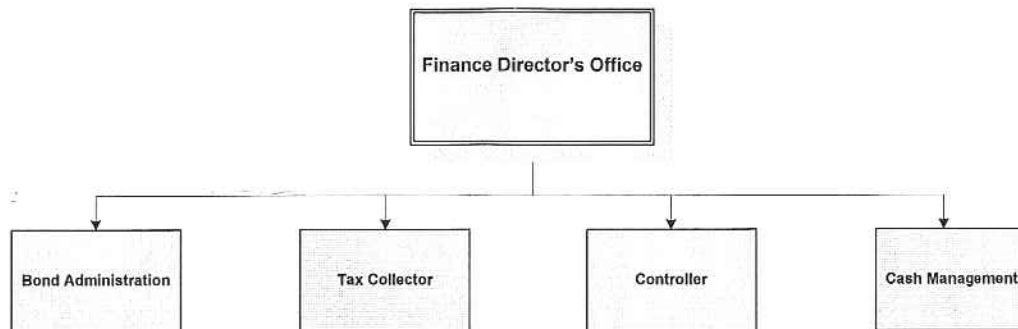 Finance Director's Office
Bond Administration
Tax Collector
Controller
Cash Management